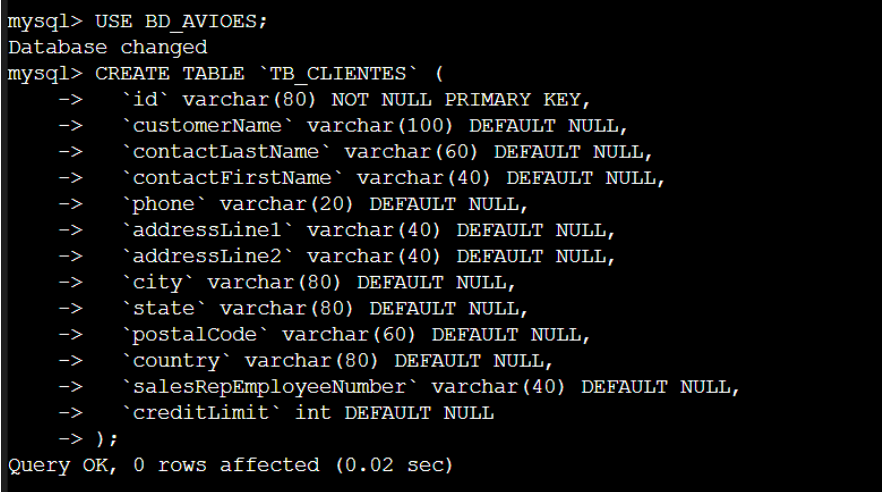 mysql> USE BD_AVIOES;
Database changed
mysql> CREATE TABLE `TB_CLIENTES` (
    ->   `id` varchar(80) NOT NULL PRIMARY KEY,
    ->   `customerName` varchar(100) DEFAULT NULL,
    ->   `contactLastName` varchar(60) DEFAULT NULL,
    ->   `contactFirstName` varchar(40) DEFAULT NULL,
    ->   `phone` varchar(20) DEFAULT NULL,
    ->   `addressLine1` varchar(40) DEFAULT NULL,
    ->   `addressLine2` varchar(40) DEFAULT NULL,
    ->   `city` varchar(80) DEFAULT NULL,
    ->   `state` varchar(80) DEFAULT NULL,
    ->   `postalCode` varchar(60) DEFAULT NULL,
    ->   `country` varchar(80) DEFAULT NULL,
    ->   `salesRepEmployeeNumber` varchar(40) DEFAULT NULL,
    ->   `creditLimit` int DEFAULT NULL
    -> );
Query OK, 0 rows affected (0.02 sec)